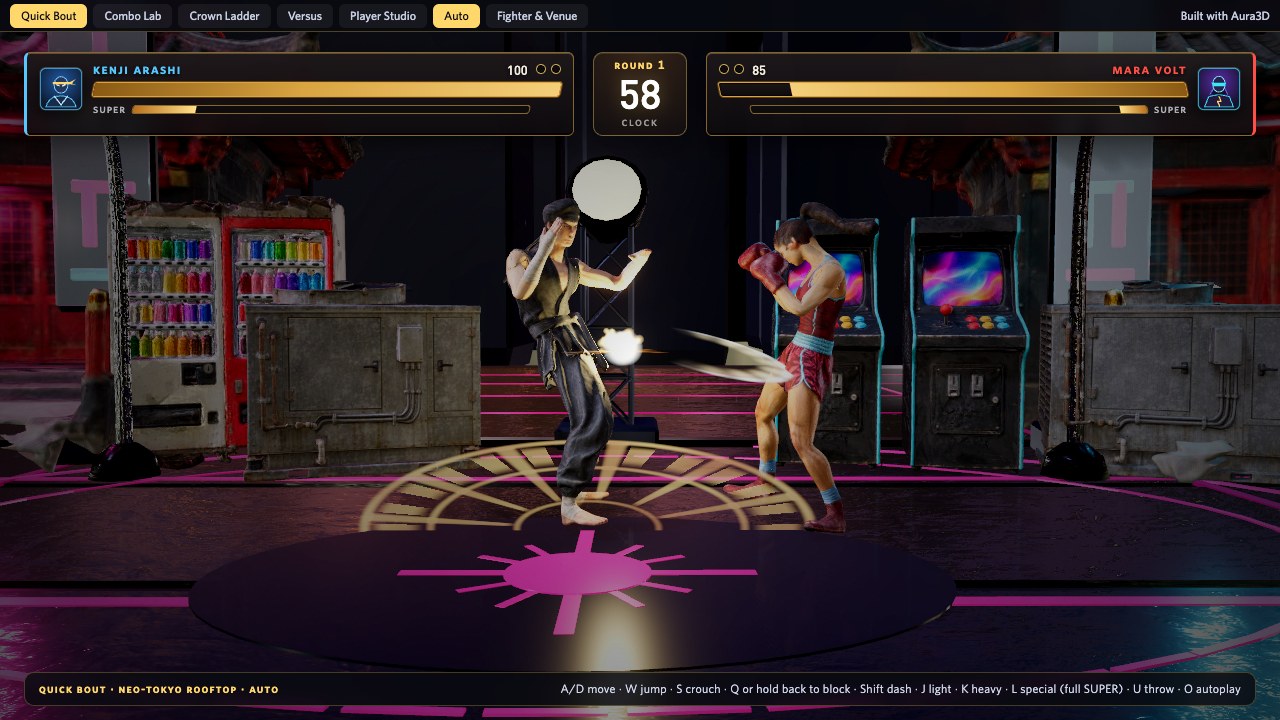 Quick Bout Combo Lab Crown Ladder Versus Player Studio Auto Fighter & Venue Built with Aura3D
KENJI ARASHI 100
SUPER
ROUND 1
58
CLOCK
85 MARA VOLT
SUPER
QUICK BOUT · NEO-TOKYO ROOFTOP · AUTO
A/D move · W jump · S crouch · Q or hold back to block · Shift dash · J light · K heavy · L special (full SUPER) · U throw · O autoplay